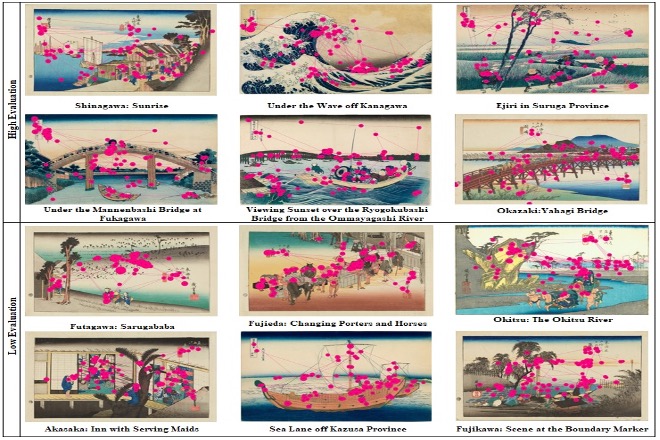 High Evaluation
Shinagawa: Sunrise
Under the Wave off Kanagawa
Ejiri in Suruga Province
Under the Mannenbashi Bridge at
Fukagawa
Viewing Sunset over the Ryogokubashi
Bridge from the Ommayagashi River
Okazaki:Yahagi Bridge
Low Evaluation
Futagawa: Sarugababa
Fujieda: Changing Porters and Horses
Okitsu: The Okitsu River
Akasaka: Inn with Serving Maids
Sea Lane off Kazusa Province
Fujikawa: Scene at the Boundary Marker